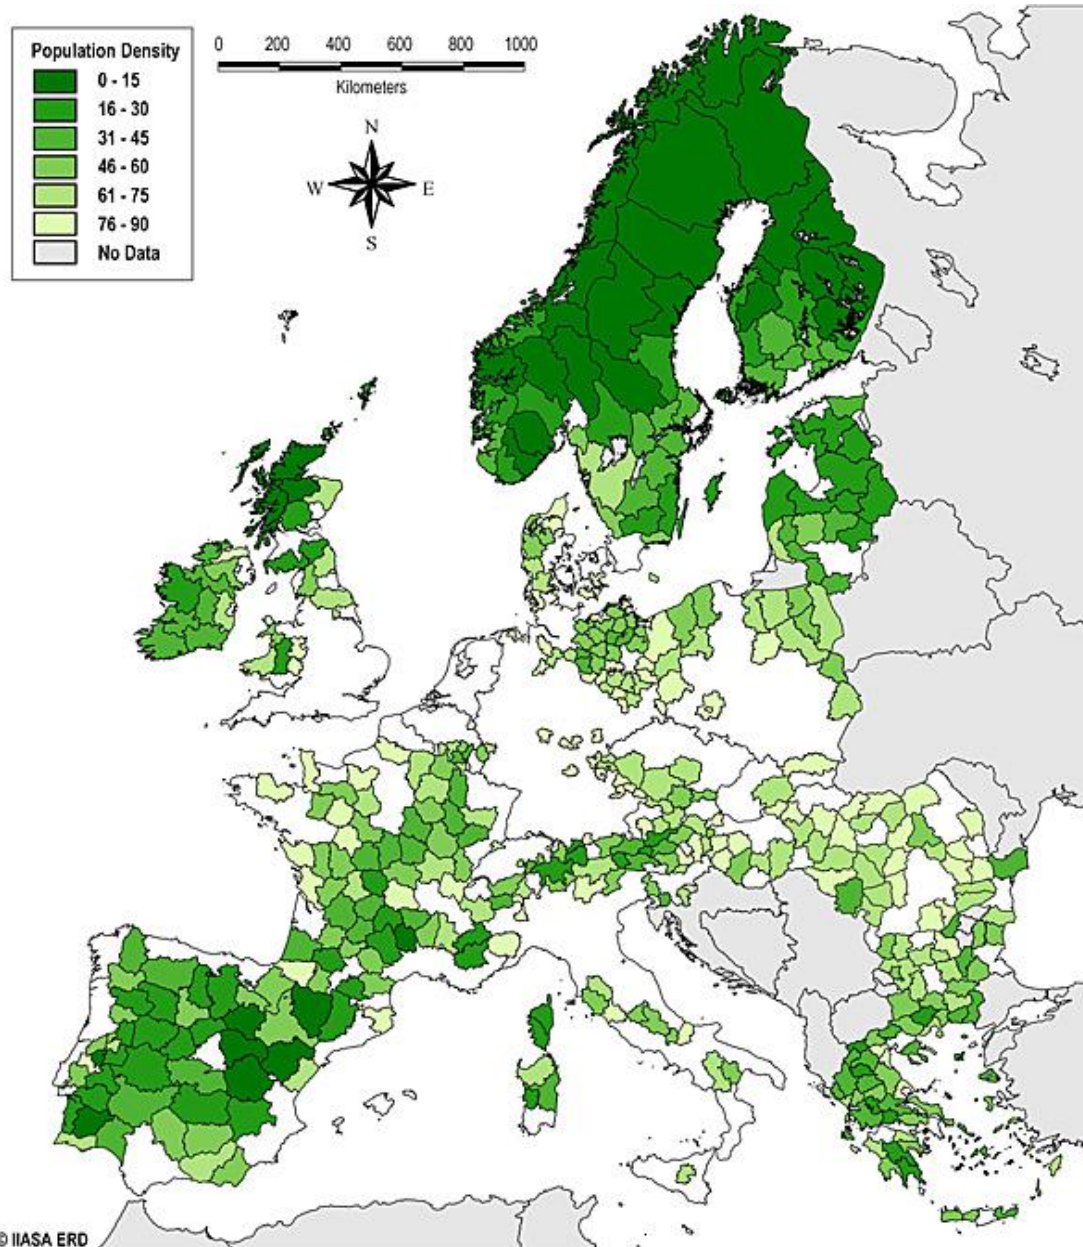 Population Density
0 - 15
16 - 30
31 - 45
46 - 60
61 - 75
76 - 90
No Data
0 200 400 600 800 1000
Kilometers
N
W E
S
© IIASA ERD